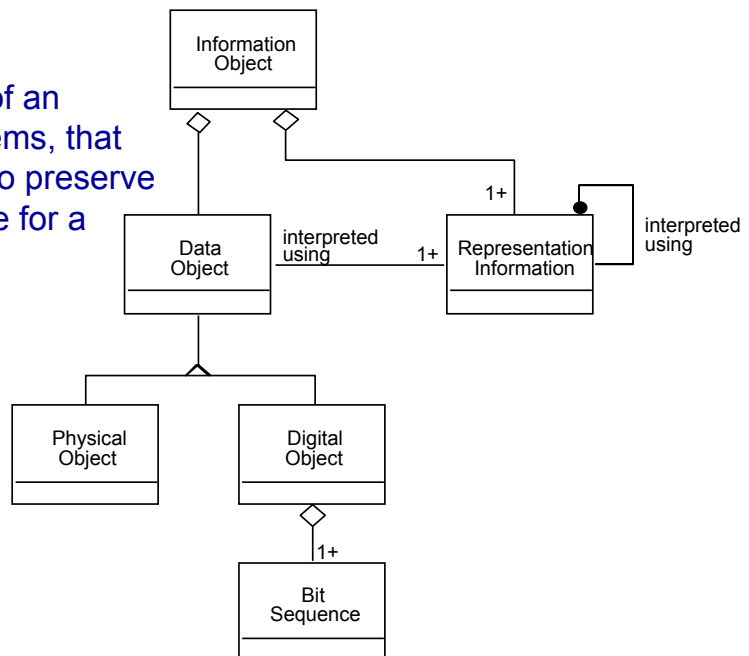 Information
Object
of an
ems, that
o preserve
e for a
1+
Data
Object
interpreted
using
1+
Representation
Information
interpreted
using
Physical
Object
Digital
Object
1+
Bit
Sequence